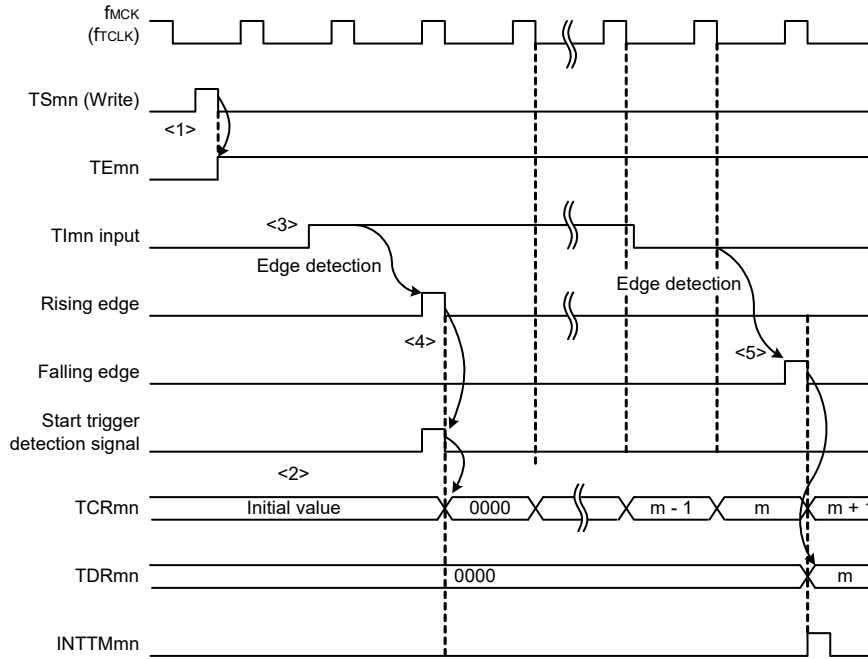 fMCK
(fTCLK)
TSmn (Write)
<1>
TEmn
TImn input
<3>
Edge detection
Edge detection
Rising edge
<4>
<5>
Falling edge
Start trigger
detection signal
<2>
TCRmn
Initial value
0000
m - 1
m
m + 1
TDRmn
0000
m
INTTMmn